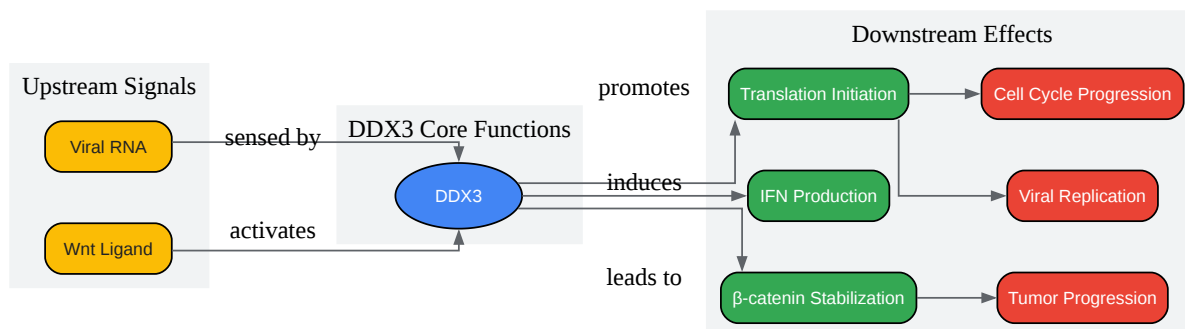 Upstream Signals
Viral RNA
Wnt Ligand
sensed by
activates
DDX3 Core Functions
DDX3
promotes
induces
leads to
Downstream Effects
Translation Initiation
Cell Cycle Progression
IFN Production
Viral Replication
β-catenin Stabilization
Tumor Progression